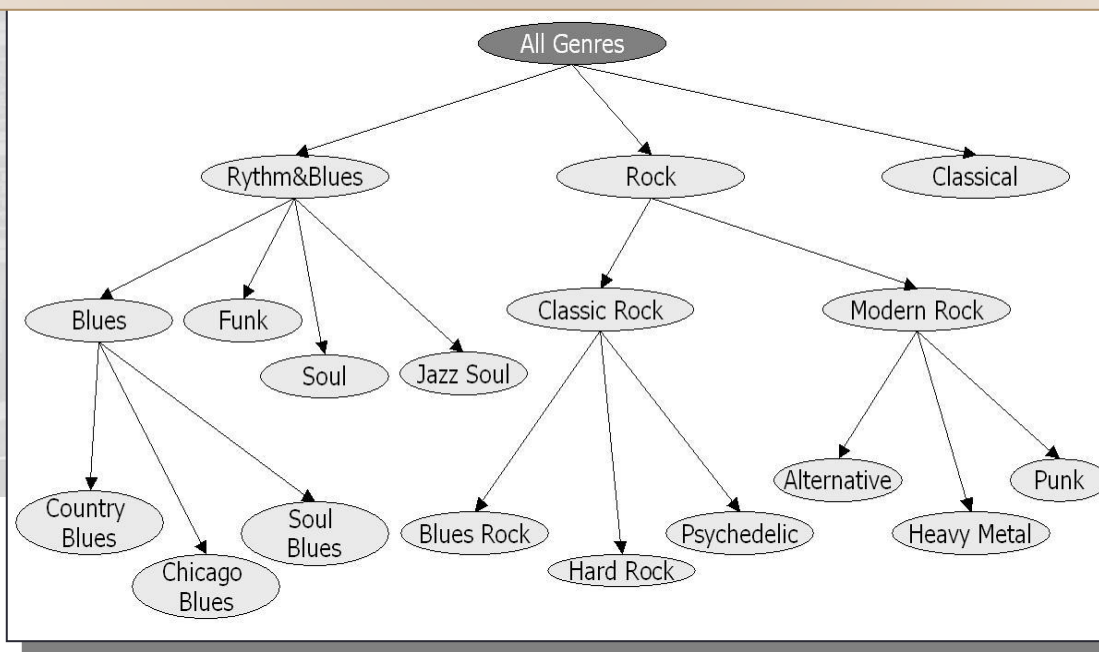 All Genres
Rythm&Blues
Rock
Classical
Blues
Funk
Soul
Jazz Soul
Classic Rock
Modern Rock
Country
Blues
Chicago
Blues
Soul
Blues
Blues Rock
Hard Rock
Psychedelic
Alternative
Heavy Metal
Punk